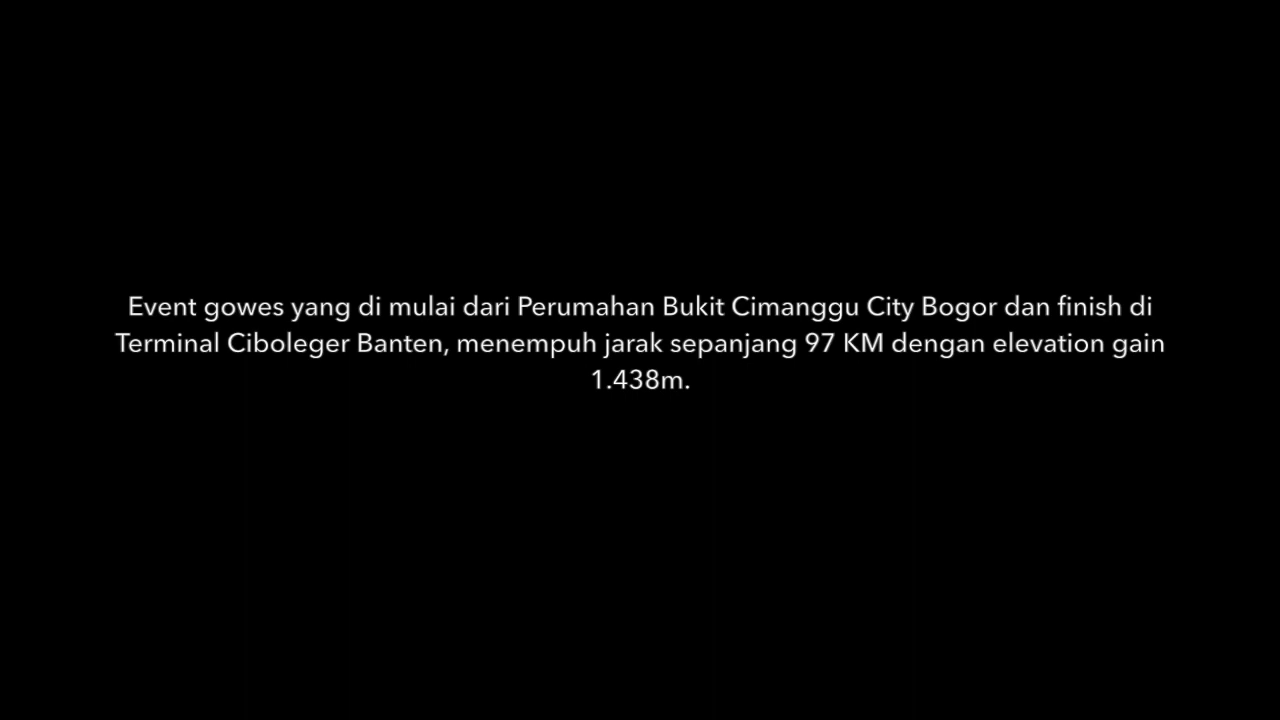 Event gowes yang di mulai dari Perumahan Bukit Cimanggu City Bogor dan finish di
Terminal Ciboleger Banten, menempuh jarak sepanjang 97 KM dengan elevation gain
1.438m.